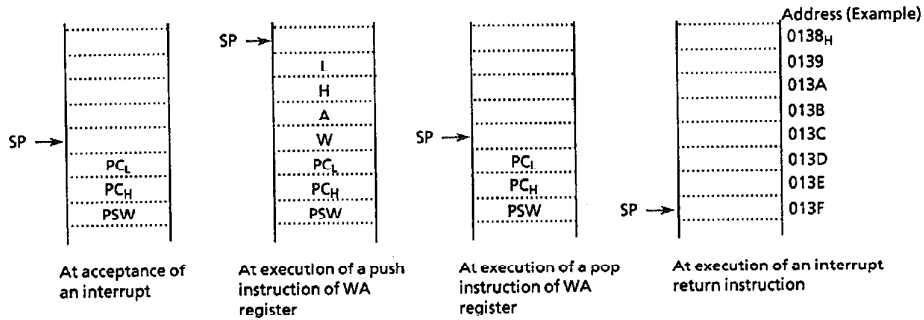 Address (Example)
SP
L
H
A
W
PCL
PCH
PSW
At execution of a push
instruction of WA
register
SP
PCL
PCH
PSW
At acceptance of
an interrupt
SP
PCL
PCH
PSW
At execution of a pop
instruction of WA
register
SP
0138H
0139
013A
013B
013C
013D
013E
013F
At execution of an interrupt
return instruction